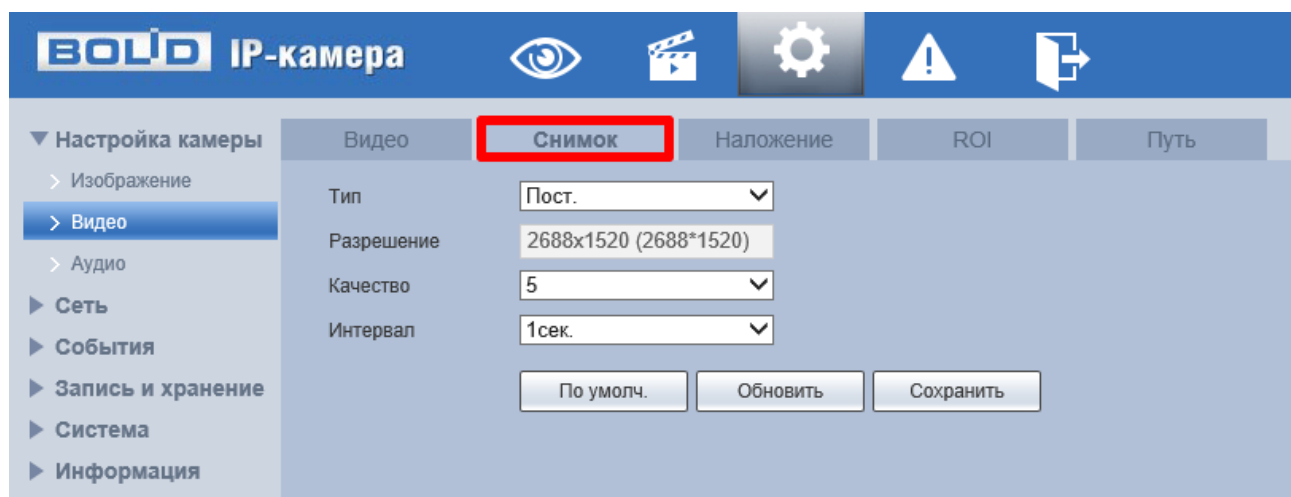 BOLID IP-камера
Настройка камеры
Изображение
Видео
Аудио
Сеть
События
Запись и хранение
Система
Информация
Видео Снимок Наложение ROI Путь
Тип Пост.
Разрешение 2688x1520 (2688*1520)
Качество 5
Интервал 1сек.
По умолч. Обновить Сохранить